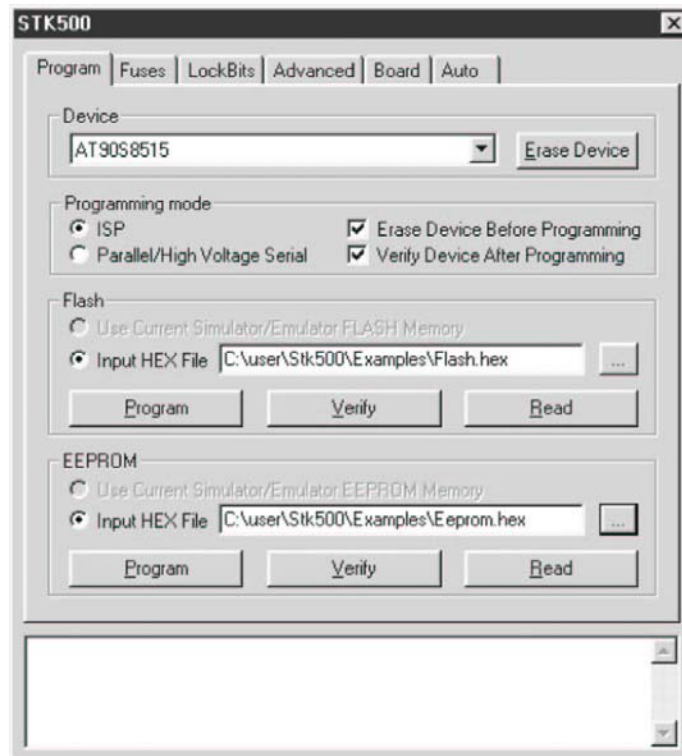 STK500
Program Fuses LockBits Advanced Board Auto
Device
AT90S8515 Erase Device
Programming mode
ISP Erase Device Before Programming
Parallel/High Voltage Serial Verify Device After Programming
Flash
Use Current Simulator/Emulator FLASH Memory
Input HEX File C:\user\Stk500\Examples\Flash.hex ...
Program Verify Read
EEPROM
Use Current Simulator/Emulator EEPROM Memory
Input HEX File C:\user\Stk500\Examples\Eeprom.hex ...
Program Verify Read